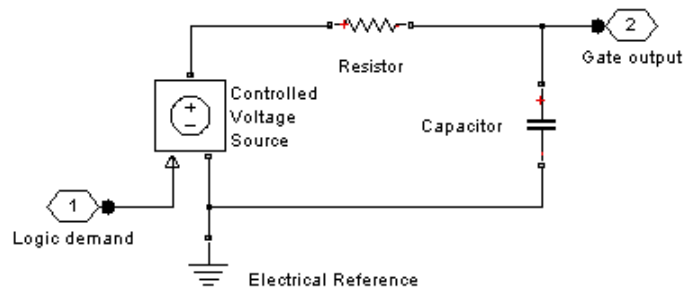 2
Gate output
Resistor
Controlled
Voltage
Source
Capacitor
1
Logic demand
Electrical Reference